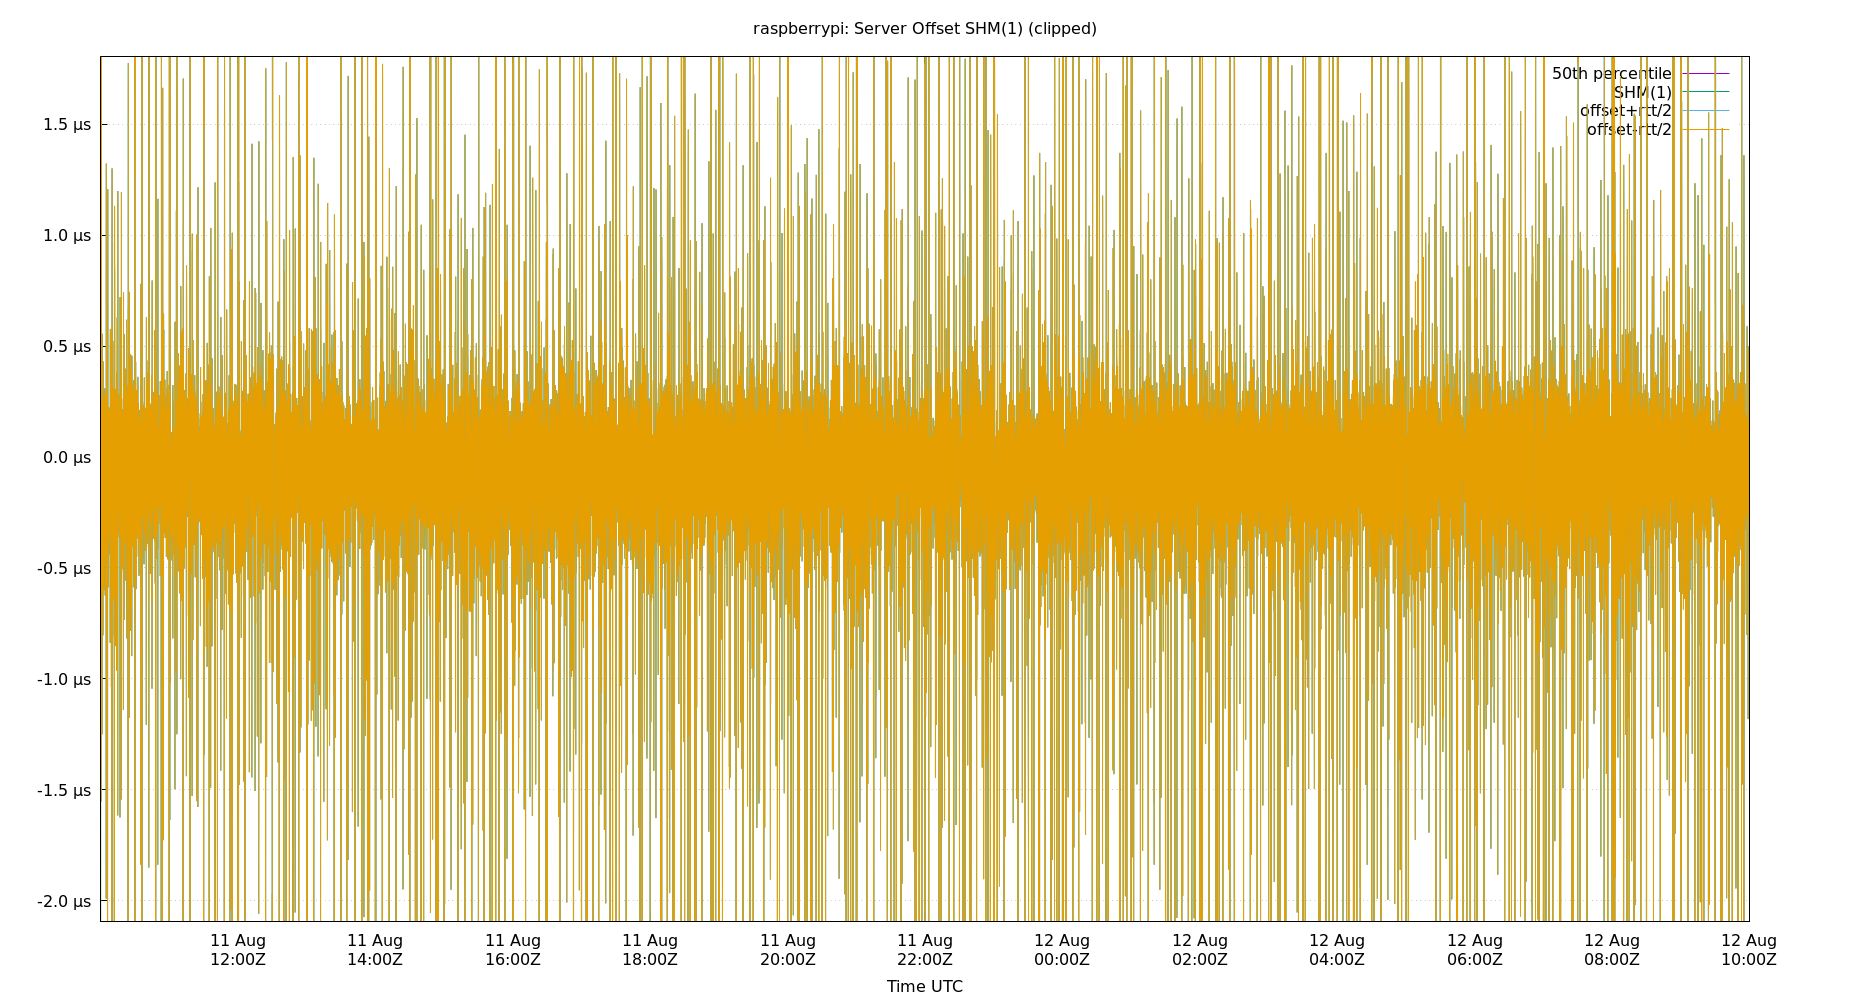 raspberrypi: Server Offset SHM(1) (clipped)
50th percentile
SHM(1)
offset+rtt/2
offset-rtt/2
1.5 µs
1.0 µs
0.5 µs
0.0 µs
-0.5 µs
-1.0 µs
-1.5 µs
-2.0 µs
11 Aug 11 Aug 11 Aug 11 Aug 11 Aug 11 Aug 12 Aug 12 Aug 12 Aug 12 Aug 12 Aug 12 Aug
12:00Z 14:00Z 16:00Z 18:00Z 20:00Z 22:00Z 00:00Z 02:00Z 04:00Z 06:00Z 08:00Z 10:00Z
Time UTC